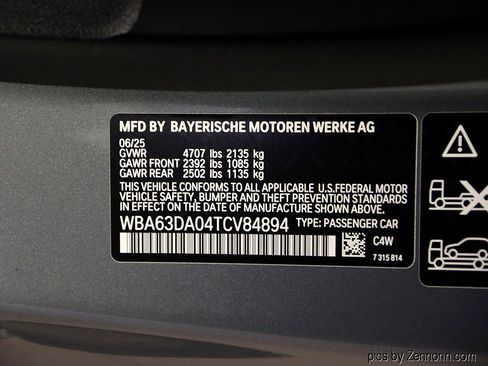 MFD BY BAYERISCHE MOTOREN WERKE AG
06/25
GVWR 4707 lbs 2135 kg
GAWR FRONT 2392 lbs 1085 kg
GAWR REAR 2502 lbs 1135 kg
THIS VEHICLE CONFORMS TO ALL APPLICABLE U.S.FEDERAL MOTOR
VEHICLE SAFETY, BUMPER, AND THEFT PREVENTION STANDARDS
IN EFFECT ON THE DATE OF MANUFACTURE SHOWN ABOVE.
WBA63DA04TCV84894 TYPE: PASSENGER CAR
C4W
7 315 814
pics by Zennonn.com